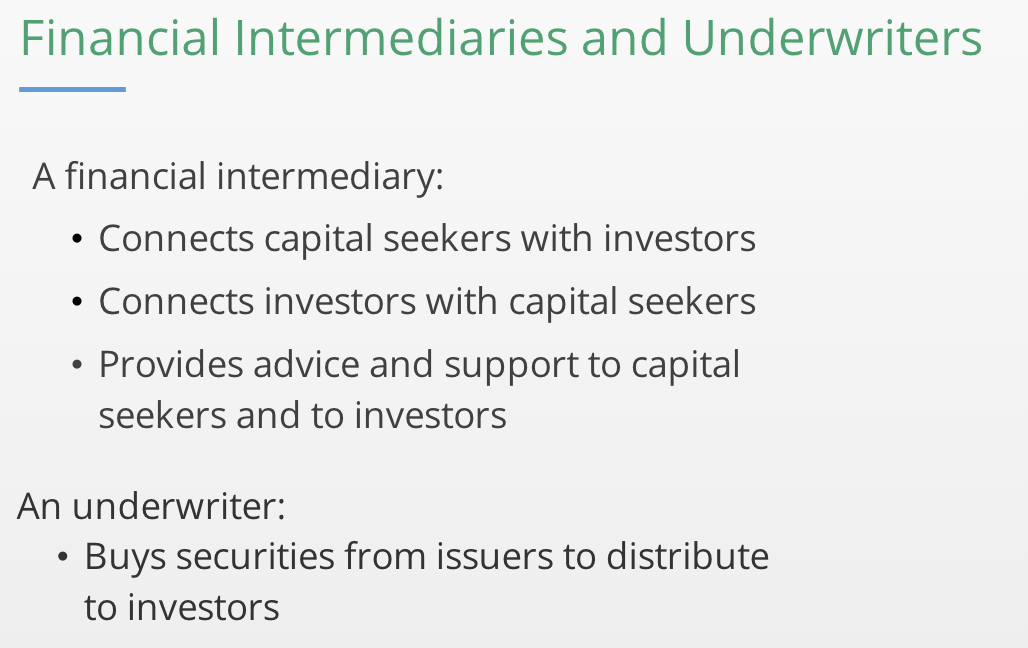 Financial Intermediaries and Underwriters
A financial intermediary:
• Connects capital seekers with investors
• Connects investors with capital seekers
• Provides advice and support to capital
seekers and to investors
An underwriter:
• Buys securities from issuers to distribute
to investors